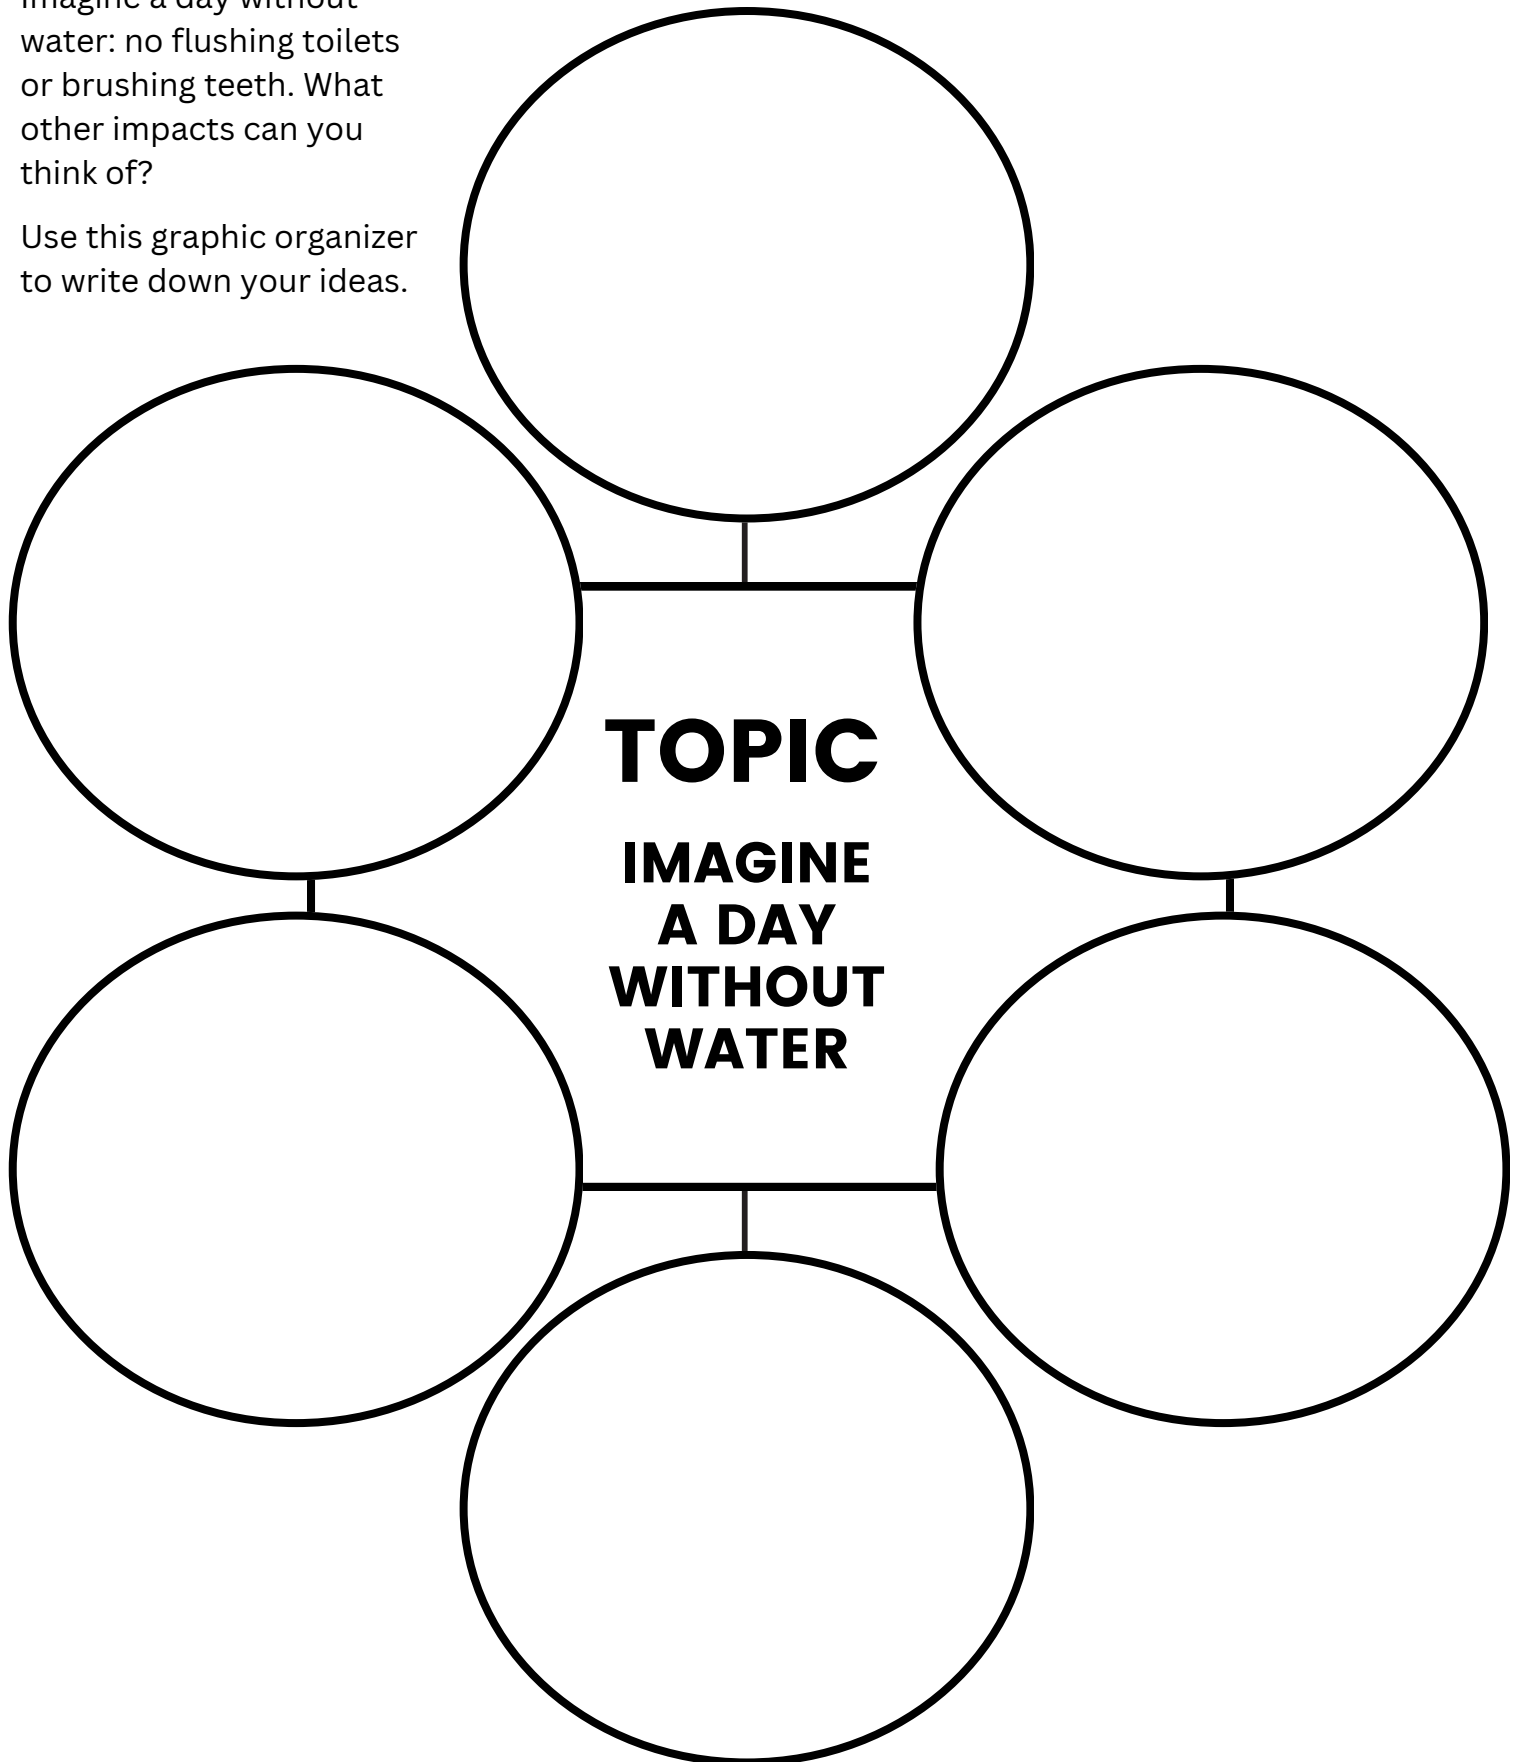 Imagine a day without
water: no flushing toilets
or brushing teeth. What
other impacts can you
think of?
Use this graphic organizer
to write down your ideas.
TOPIC
IMAGINE
A DAY
WITHOUT
WATER